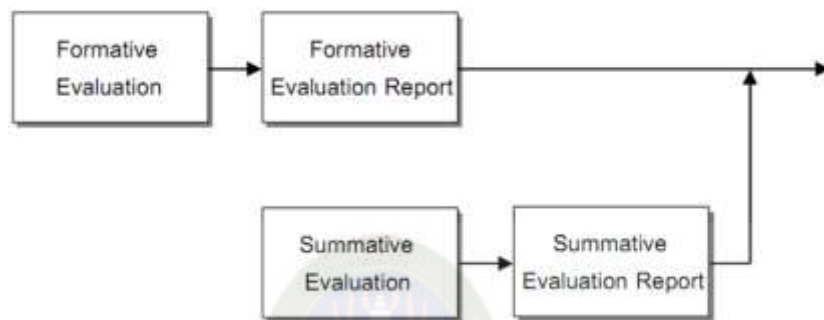 Formative
Evaluation
Formative
Evaluation Report
Summative
Evaluation
Summative
Evaluation Report